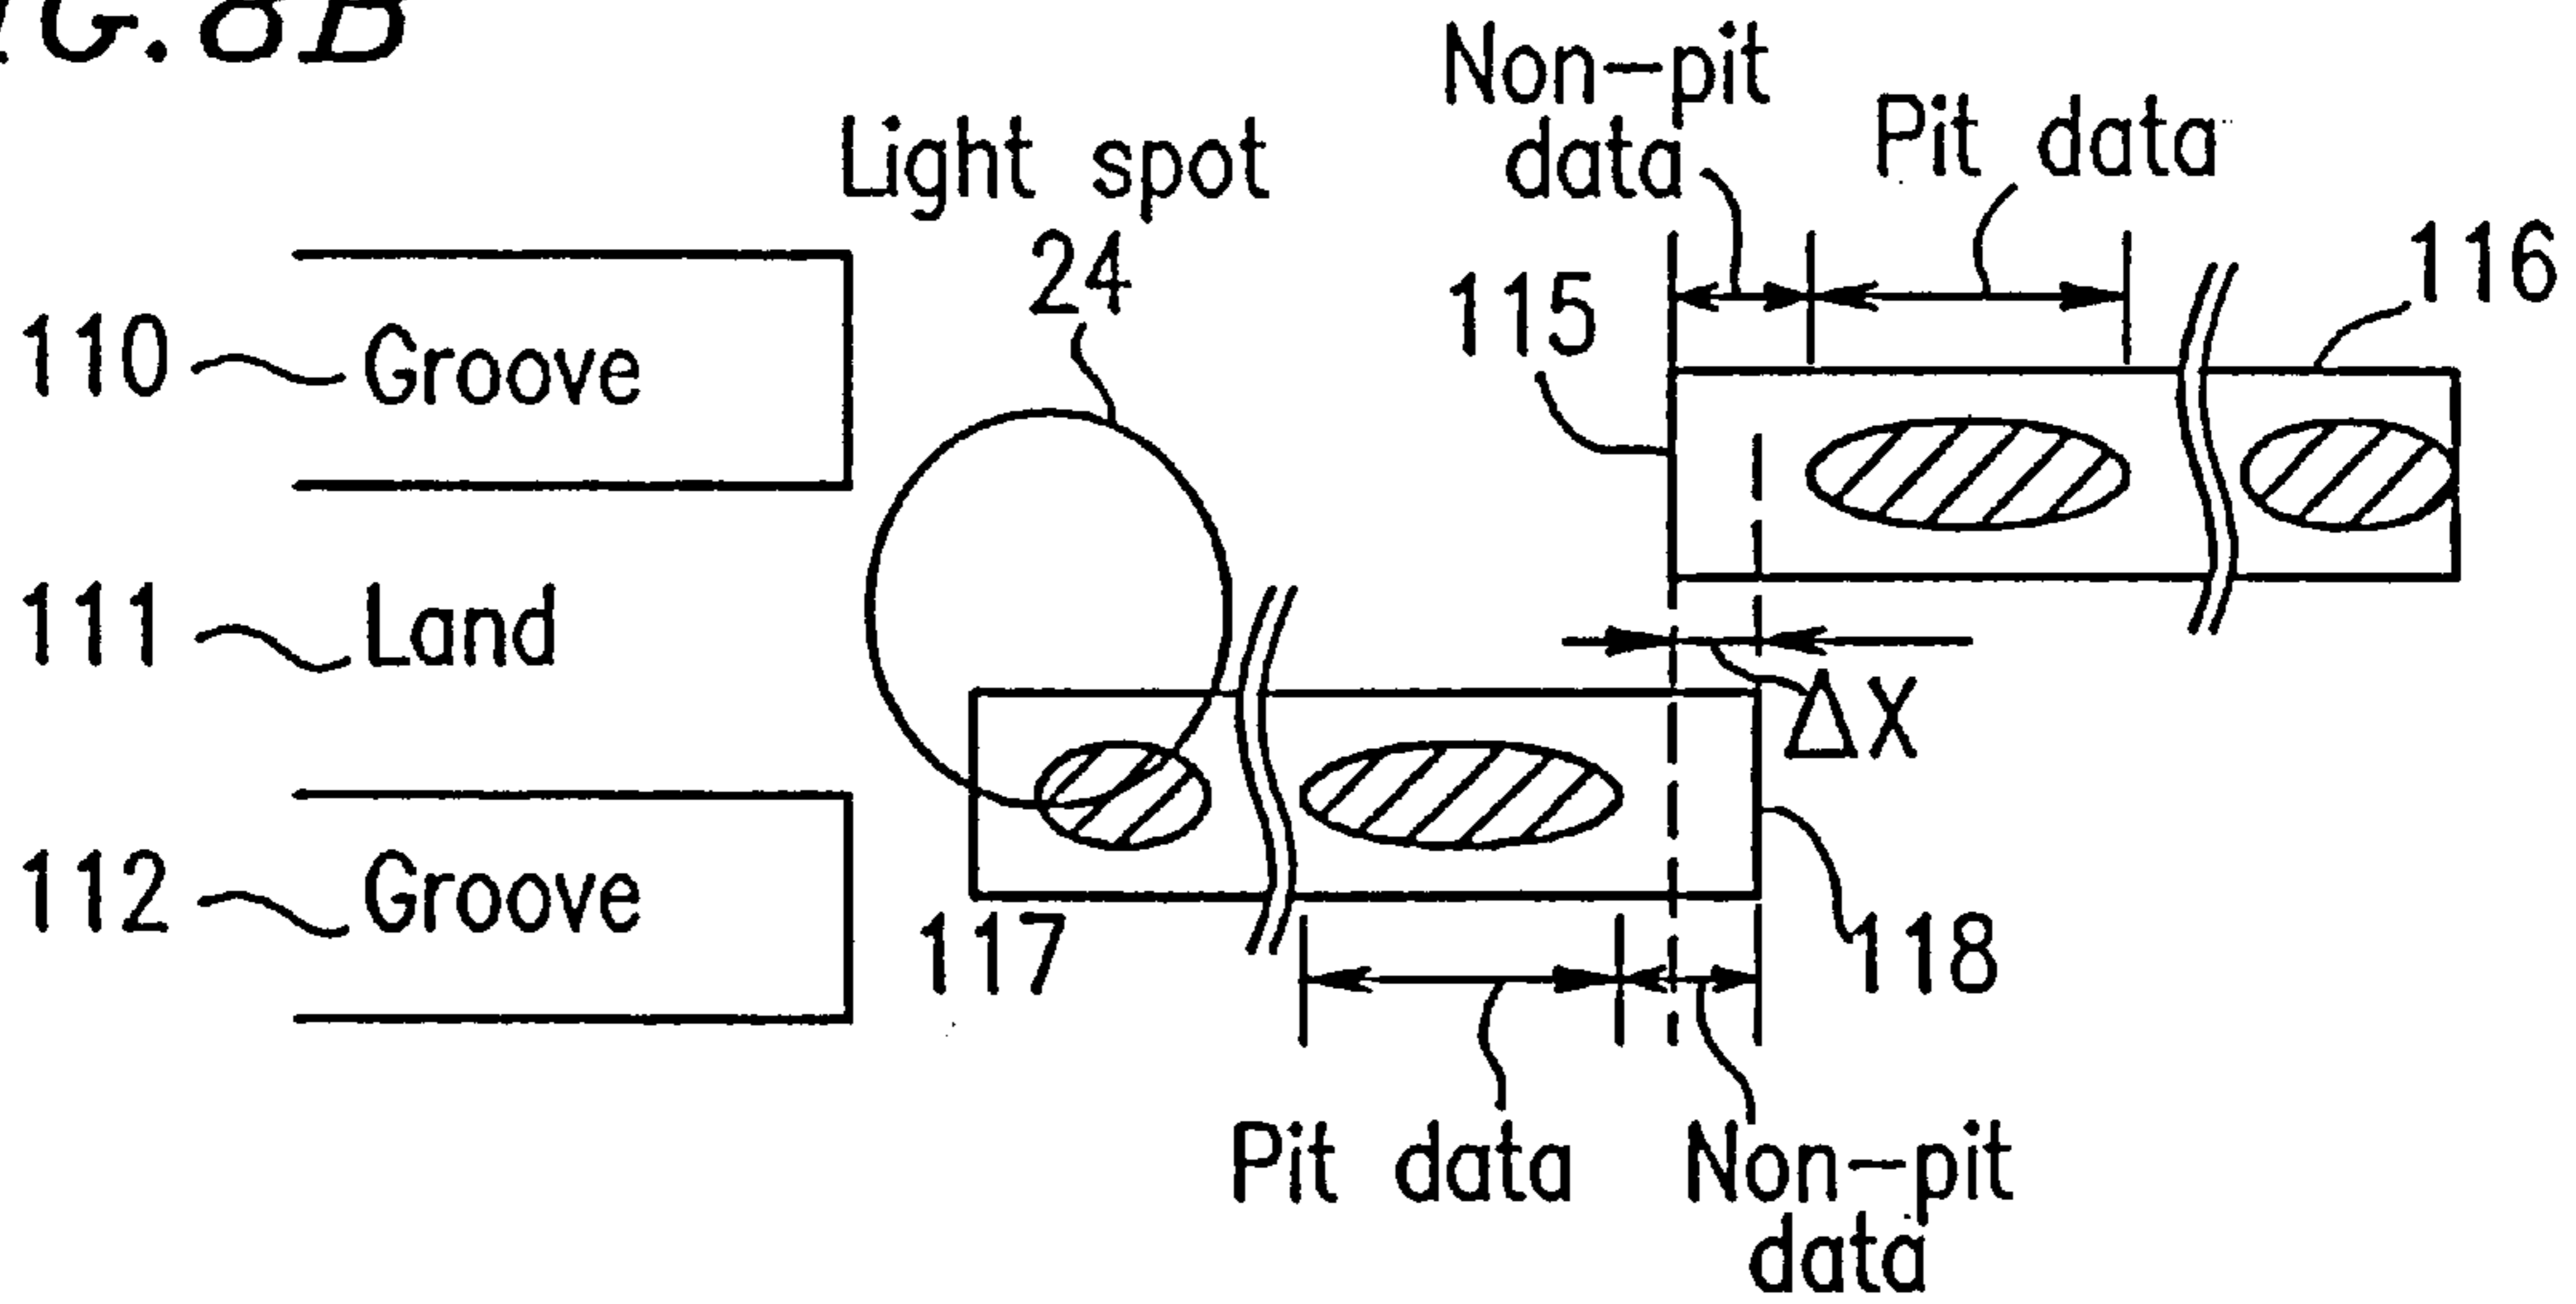 G.8B
Non-pit
data
Pit data
Light spot
24
115
116
110
Groove
111
Land
ΔX
112
Groove
117
118
Pit data
Non-pit
data